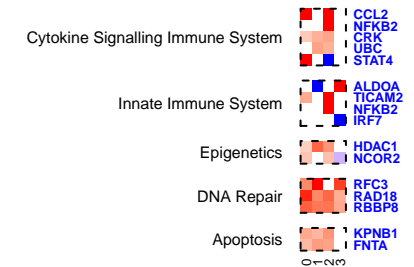 CCL2
NFKB2
Cytokine Signalling Immune System
CRK
UBC
STAT4
ALDOA
Innate Immune System
TICAM2
NFKB2
IRF7
Epigenetics
HDAC1
NCOR2
RFC3
DNA Repair
RAD18
RBBP8
Apoptosis
KPNB1
FNTA
0 1 2 3